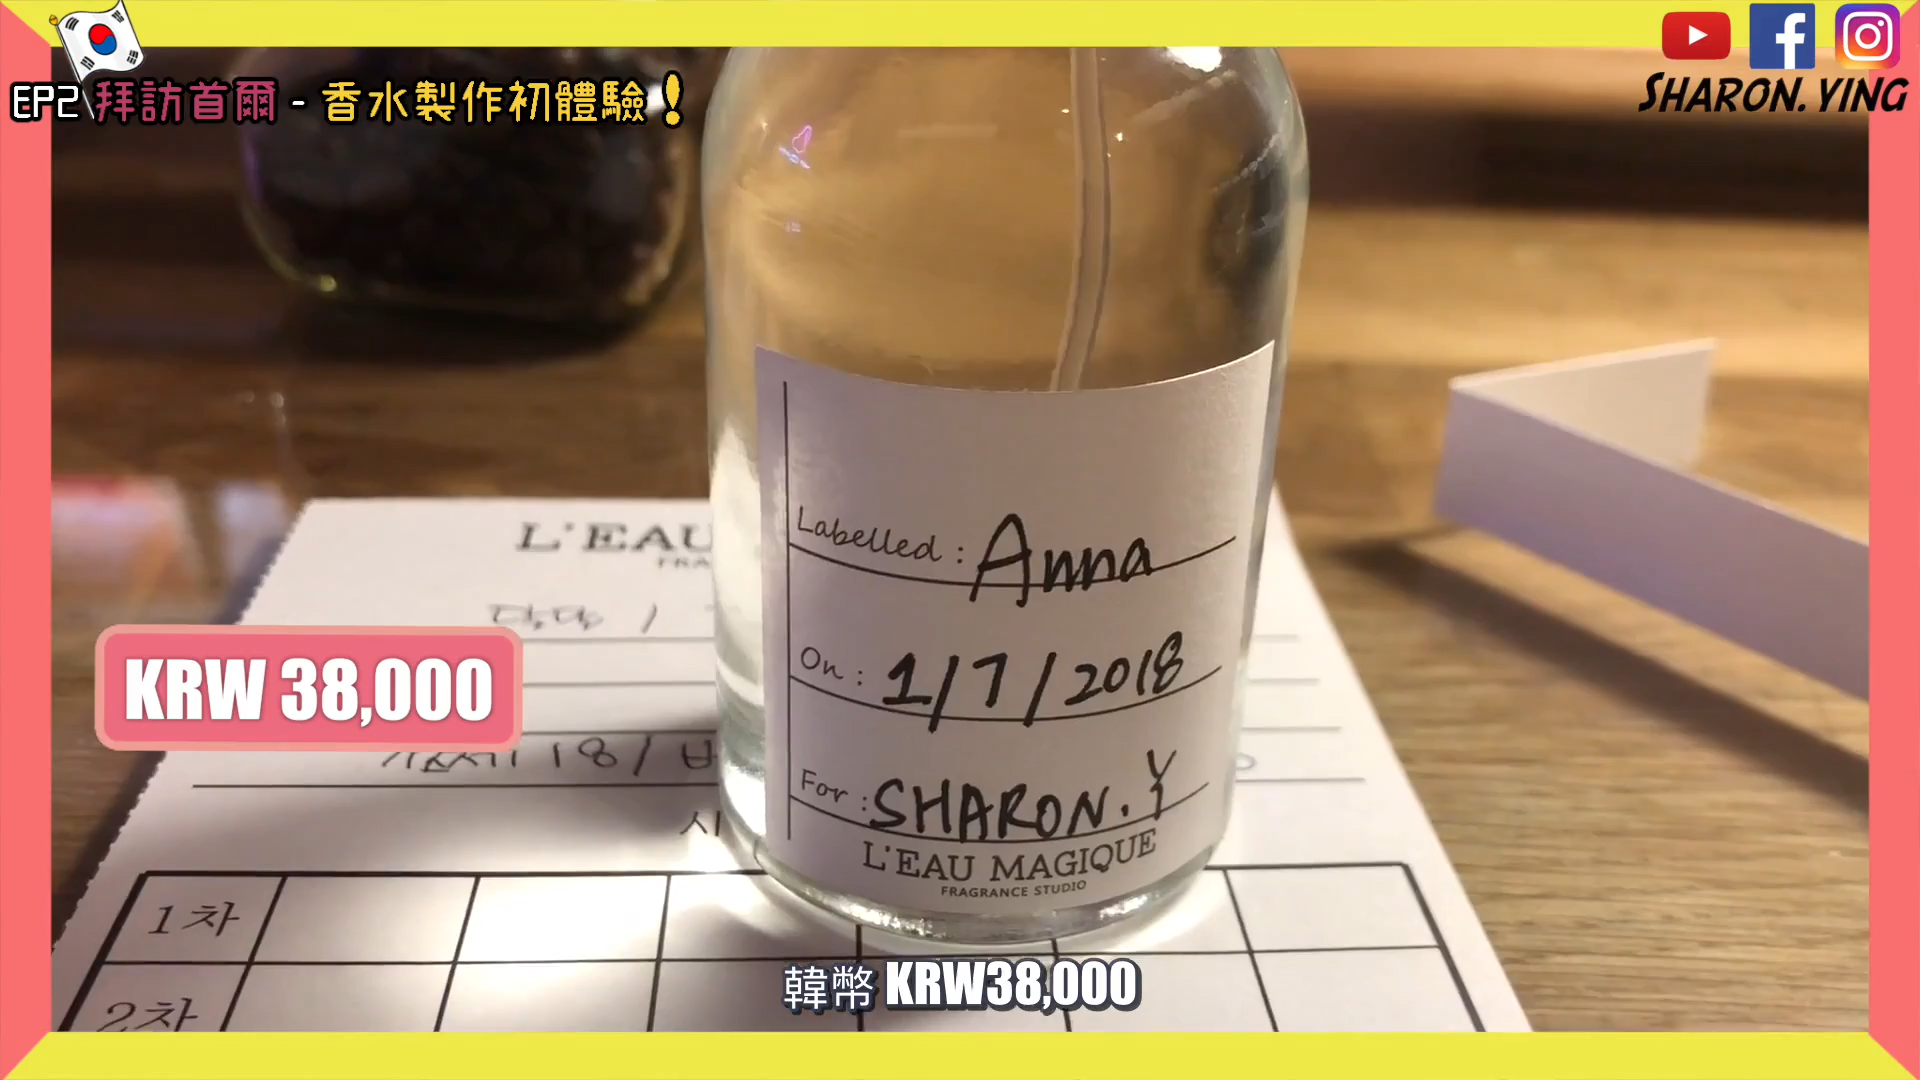 EP2 拜訪首爾 - 香水製作初體驗!
SHARON.YING
L'EAU
Labelled: Anna
On: 1/7/2018
For: SHARON.Y
L'EAU MAGIQUE
FRAGRANCE STUDIO
KRW 38,000
18/
1차
2차
韓幣 KRW38,000